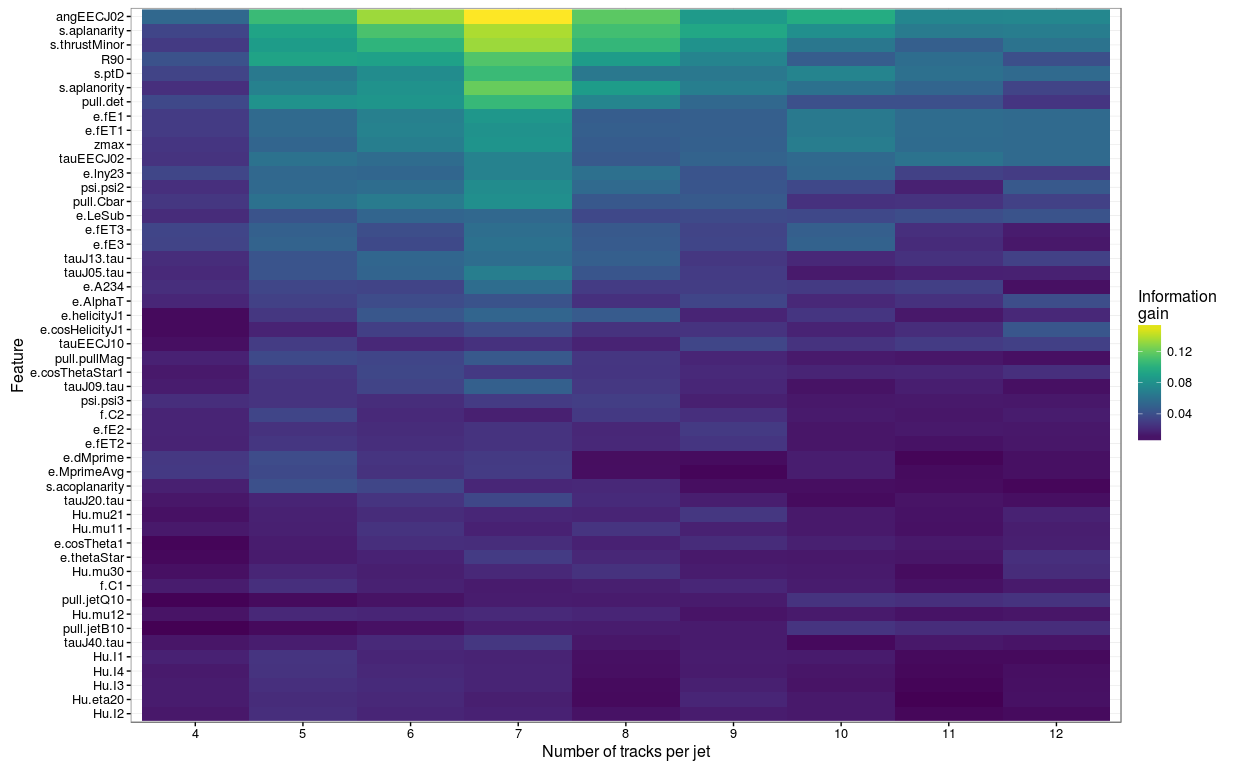 angEECJ02
s.aplanarity
s.thrustMinor
R90
s.ptD
s.aplanority
pull.det
e.fE1
e.fET1
zmax
tauEECJ02
e.lny23
psi.psi2
pull.Cbar
e.LeSub
e.fET3
e.fE3
tauJ13.tau
tauJ05.tau
e.A234
e.AlphaT
e.helicityJ1
e.cosHelicityJ1
tauEECJ10
pull.pullMag
e.cosThetaStar1
tauJ09.tau
psi.psi3
f.C2
e.fE2
e.fET2
e.dMprime
e.MprimeAvg
s.acoplanarity
tauJ20.tau
Hu.mu21
Hu.mu11
e.cosTheta1
e.thetaStar
Hu.mu30
f.C1
pull.jetQ10
Hu.mu12
pull.jetB10
tauJ40.tau
Hu.I1
Hu.I4
Hu.I3
Hu.eta20
Hu.I2
Feature
4 5 6 7 8 9 10 11 12
Number of tracks per jet
Information
gain
0.12
0.08
0.04